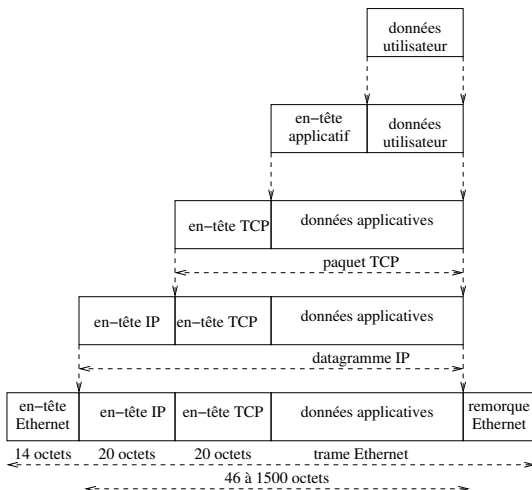 données
utilisateur
en−tête
applicatif
données
utilisateur
en−tête TCP
données applicatives
paquet TCP
en−tête IP
en−tête TCP
données applicatives
datagramme IP
en−tête
Ethernet
en−tête IP
en−tête TCP
données applicatives
remorque
Ethernet
14 octets
20 octets
20 octets
trame Ethernet
46 à 1500 octets